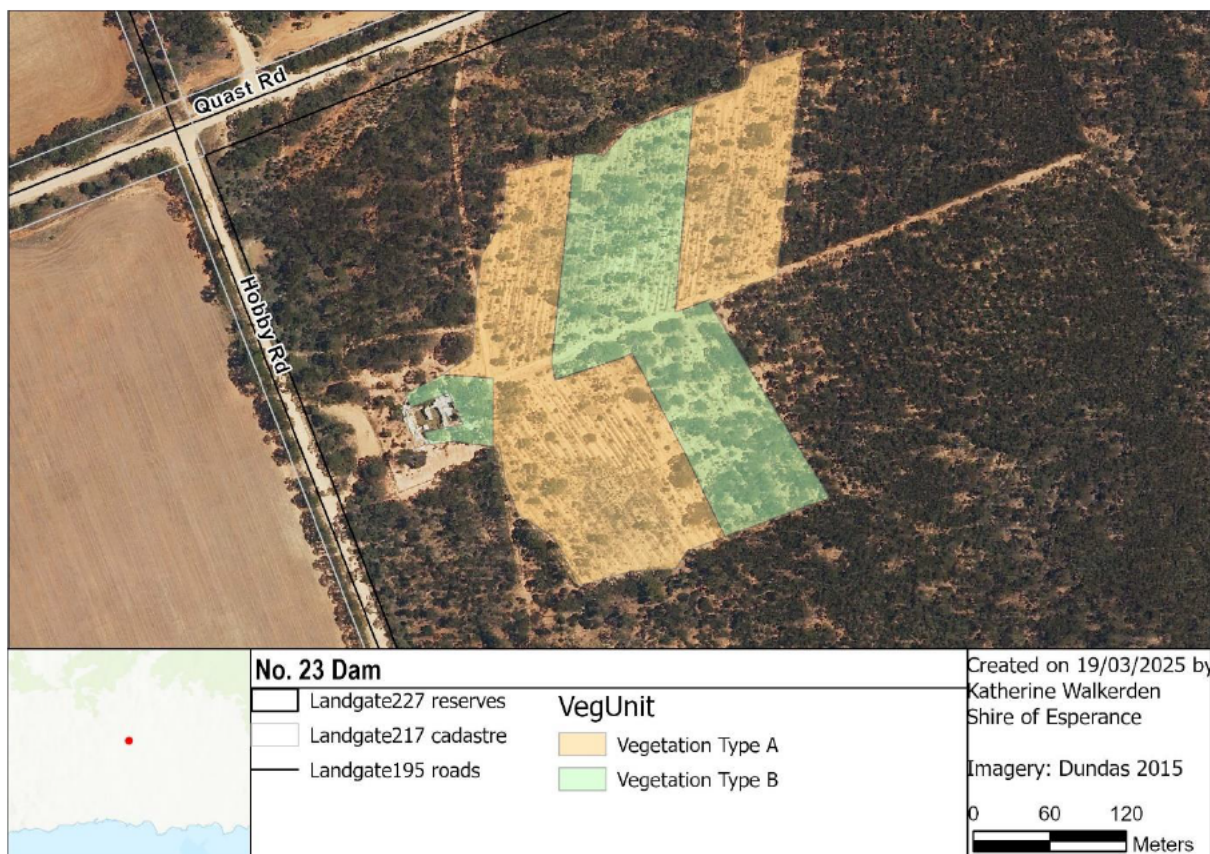 Quast Rd
Hobby Rd
No. 23 Dam
Landgate227 reserves
Landgate217 cadastre
Landgate195 roads
VegUnit
Vegetation Type A
Vegetation Type B
Created on 19/03/2025 by
Katherine Walkerden
Shire of Esperance
Imagery: Dundas 2015
0 60 120
Meters